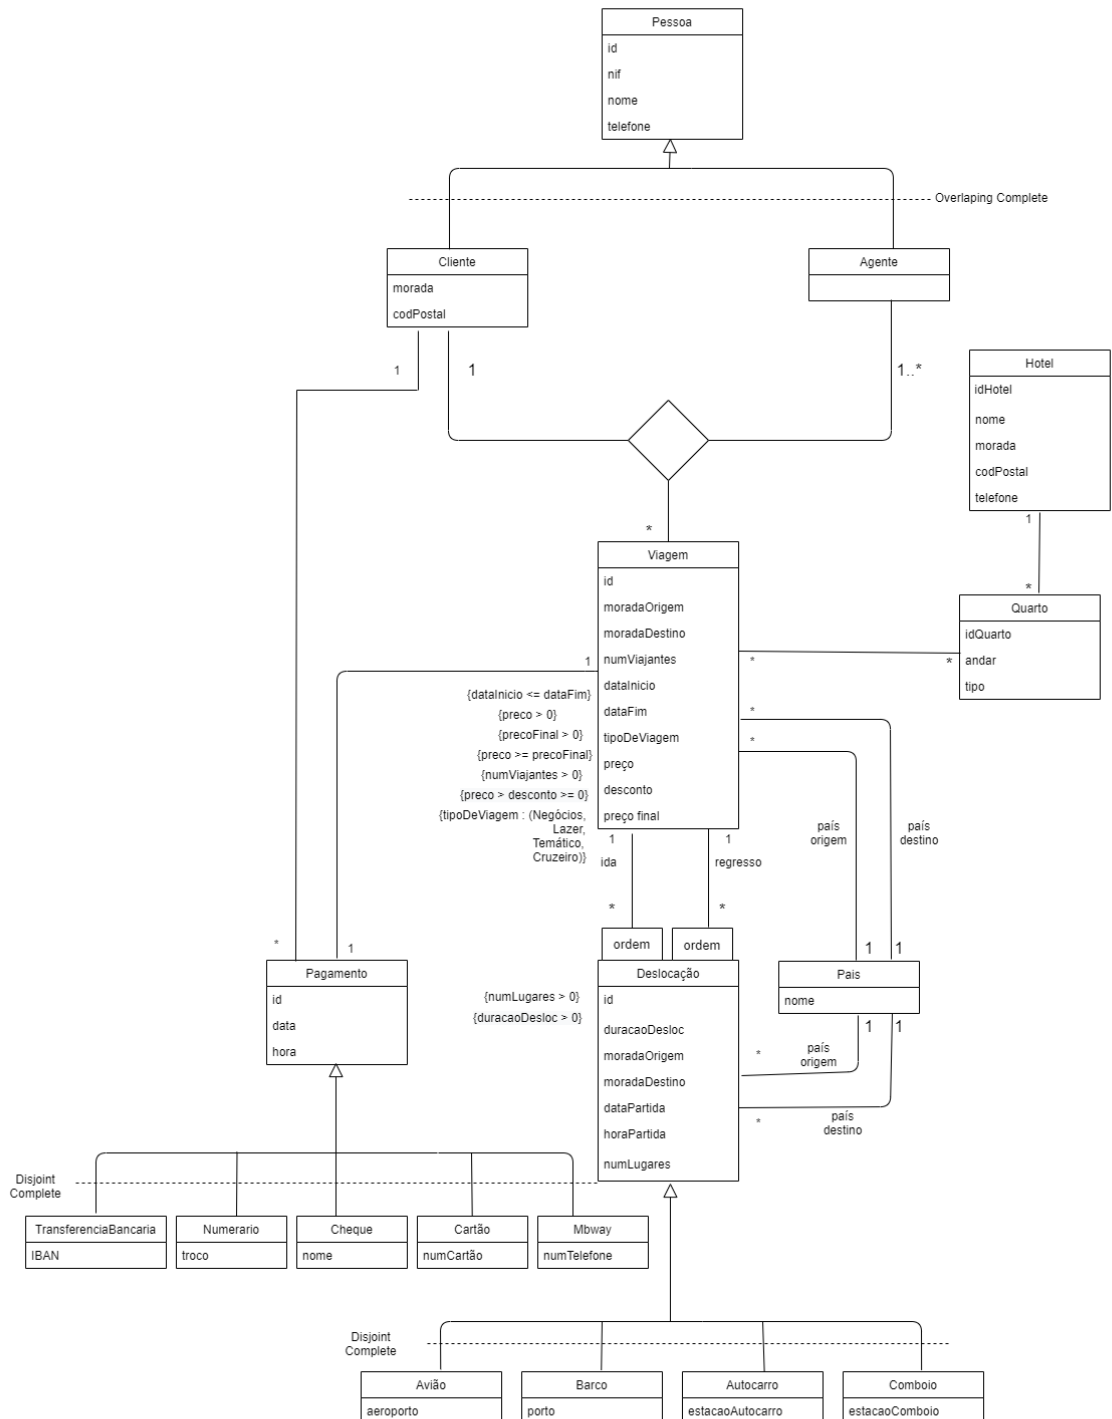 Pessoa
id
nif
nome
telefone
Overlaping Complete
Cliente
morada
codPostal
Agente
1
1
1..*
Hotel
idHotel
nome
morada
codPostal
telefone
1
*
*
Viagem
id
moradaOrigem
moradaDestino
numViajantes
dataInicio
dataFim
tipoDeViagem
preço
desconto
preço final
Quarto
idQuarto
andar
tipo
*
*
1
{dataInicio <= dataFim}
{preco > 0}
{precoFinal > 0}
{preco >= precoFinal}
{numViajantes > 0}
{preco > desconto >= 0}
{tipoDeViagem : (Negócios,
Lazer,
Temático,
Cruzeiro)}
*
*
país
origem
país
destino
1
ida
1
regresso
*
*
ordem
ordem
*
1
1
1
Pagamento
id
data
hora
{numLugares > 0}
{duracaoDesloc > 0}
Deslocação
id
duracaoDesloc
moradaOrigem
moradaDestino
dataPartida
horaPartida
numLugares
Pais
nome
1
1
*
país
origem
*
país
destino
Disjoint
Complete
TransferenciaBancaria
IBAN
Numerario
troco
Cheque
nome
Cartão
numCartão
Mbway
numTelefone
Disjoint
Complete
Avião
aeroporto
Barco
porto
Autocarro
estacaoAutocarro
Comboio
estacaoComboio